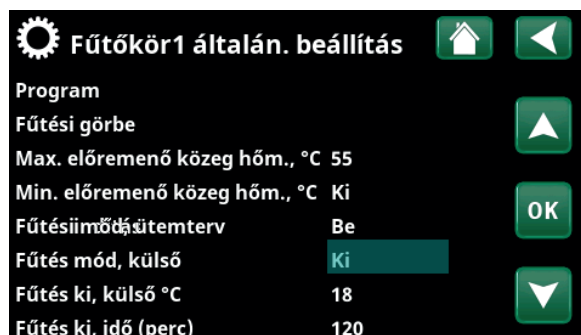 Fűtőkör1 általán. beállítás
Program
Fűtési görbe
Max. előremenő közeg hőm., °C 55
Min. előremenő közeg hőm., °C Ki
ütemterv Be
Fűtés mód, külső Ki
Fűtés ki, külső °C 18
Fűtés ki, idő (perc) 120
OK